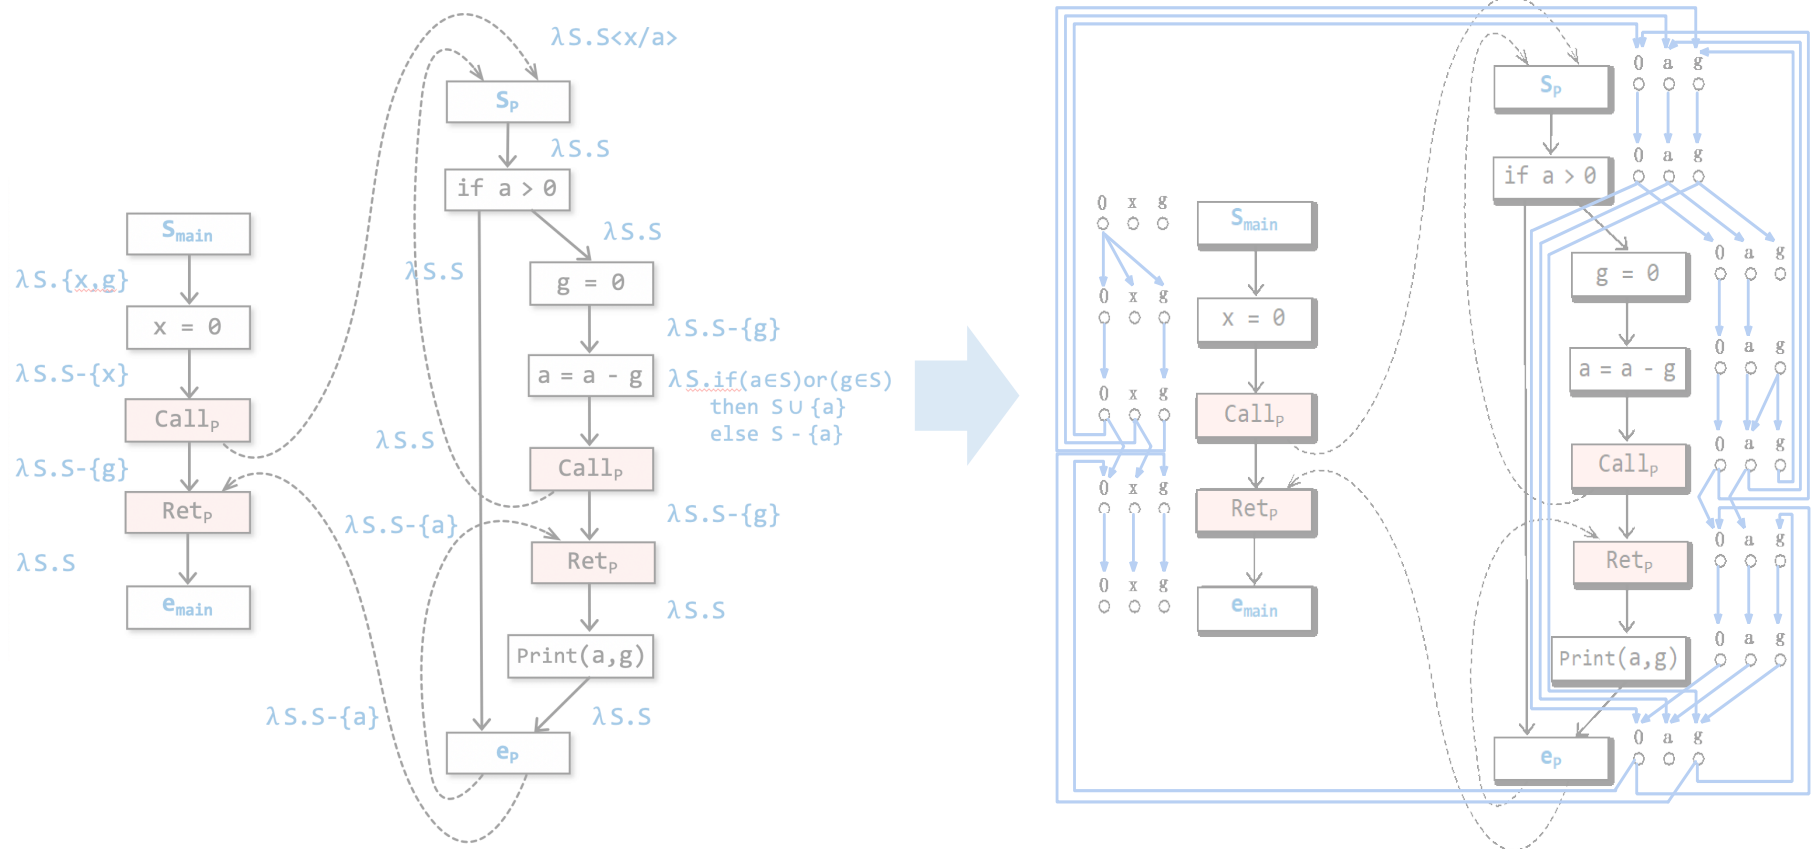 λS.S<x/a>
SP
λS.S
if a > 0
λS.S
Smain
λS.{x,g}
λS.S
g = 0
x = 0
λS.S-{g}
λS.S-{x}
a = a - g
λS.if(a∈S)or(g∈S)
then S∪{a}
else S-{a}
CallP
λS.S
λS.S-{g}
CallP
RetP
λS.S-{a}
λS.S-{g}
λS.S
RetP
emain
λS.S
Print(a,g)
λS.S-{a}
λS.S
eP
0 a g
SP
0 a g
if a > 0
0 x g
Smain
0 a g
g = 0
0 x g
x = 0
0 a g
a = a - g
0 x g
CallP
0 a g
CallP
0 x g
RetP
0 a g
RetP
0 x g
emain
0 a g
Print(a,g)
0 a g
eP